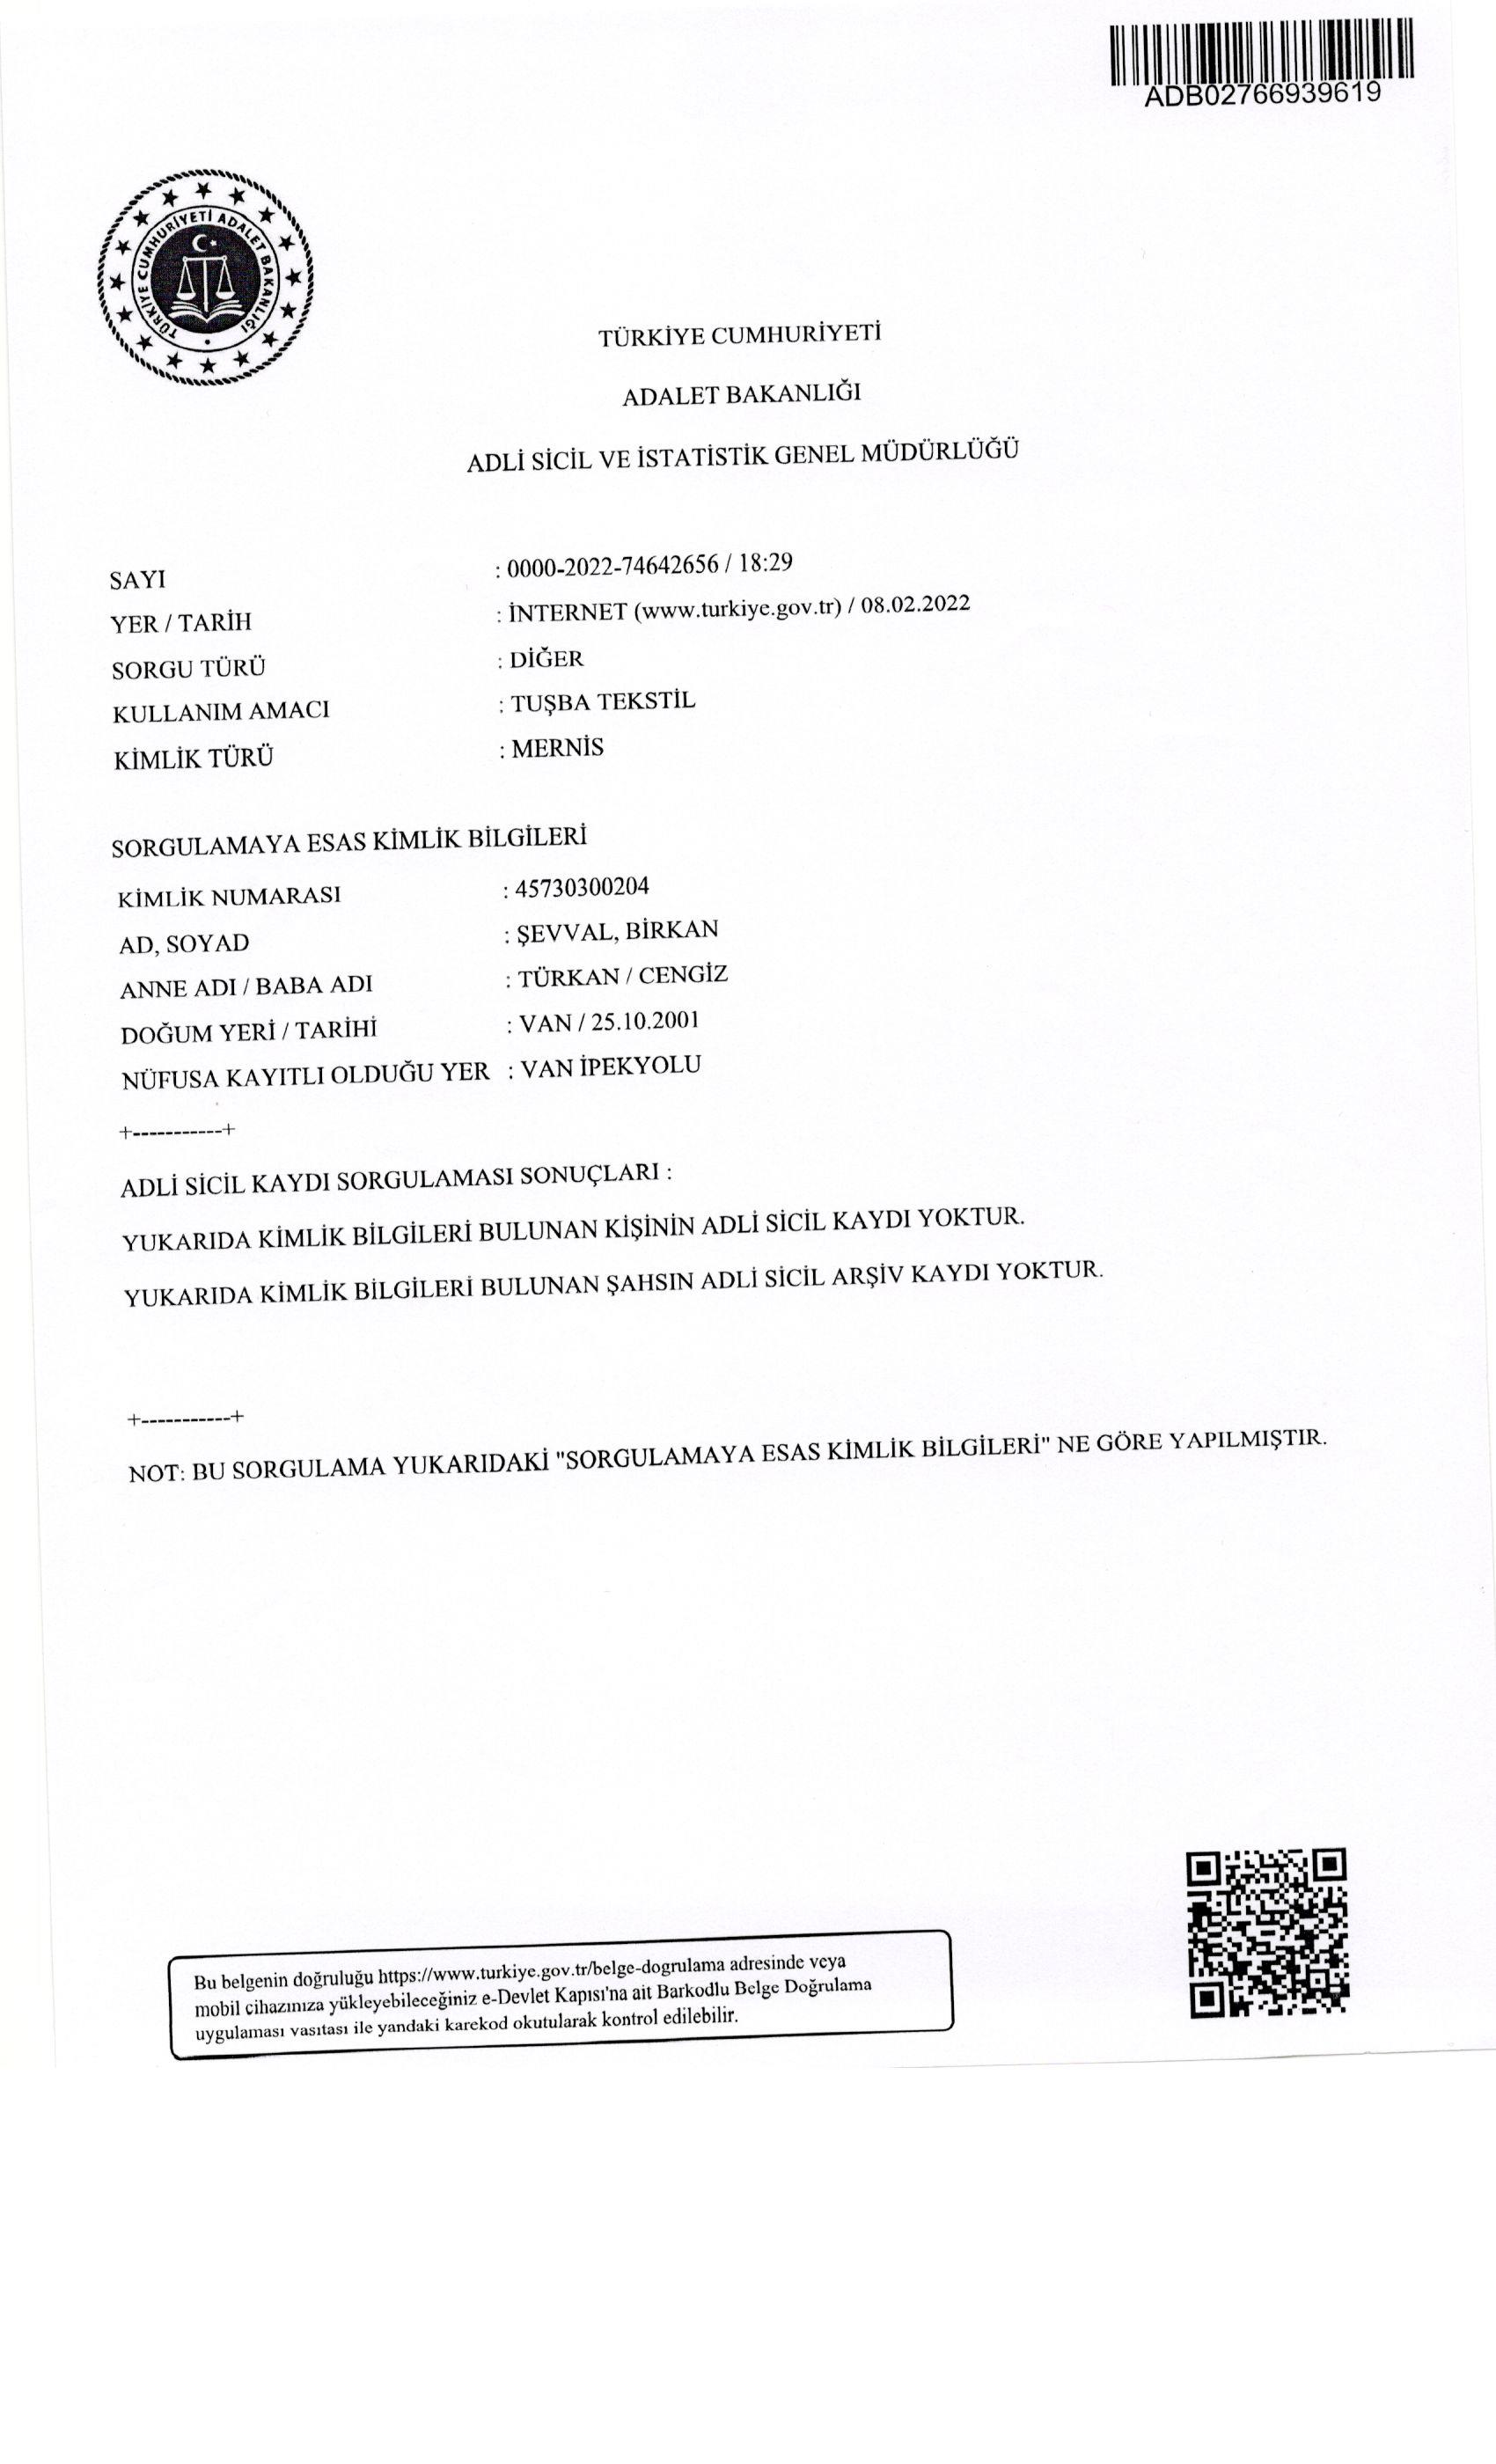 ADB02766939619
TÜRKİYE CUMHURİYETİ ADALET BAKANLIĞI
TÜRKİYE CUMHURİYETİ
ADALET BAKANLIĞI
ADLİ SİCİL VE İSTATİSTİK GENEL MÜDÜRLÜĞÜ
SAYI : 0000-2022-74642656 / 18:29
YER / TARİH : İNTERNET (www.turkiye.gov.tr) / 08.02.2022
SORGU TÜRÜ : DİĞER
KULLANIM AMACI : TUŞBA TEKSTİL
KİMLİK TÜRÜ : MERNİS
SORGULAMAYA ESAS KİMLİK BİLGİLERİ
KİMLİK NUMARASI : 45730300204
AD, SOYAD : ŞEVVAL, BİRKAN
ANNE ADI / BABA ADI : TÜRKAN / CENGİZ
DOĞUM YERİ / TARİHİ : VAN / 25.10.2001
NÜFUSA KAYITLI OLDUĞU YER : VAN İPEKYOLU
+-----------+
ADLİ SİCİL KAYDI SORGULAMASI SONUÇLARI :
YUKARIDA KİMLİK BİLGİLERİ BULUNAN KİŞİNİN ADLİ SİCİL KAYDI YOKTUR.
YUKARIDA KİMLİK BİLGİLERİ BULUNAN ŞAHSIN ADLİ SİCİL ARŞİV KAYDI YOKTUR.
+-----------+
NOT: BU SORGULAMA YUKARIDAKİ "SORGULAMAYA ESAS KİMLİK BİLGİLERİ" NE GÖRE YAPILMIŞTIR.
Bu belgenin doğruluğu https://www.turkiye.gov.tr/belge-dogrulama adresinde veya
mobil cihazınıza yükleyebileceğiniz e-Devlet Kapısı'na ait Barkodlu Belge Doğrulama
uygulaması vasıtası ile yandaki karekod okutularak kontrol edilebilir.